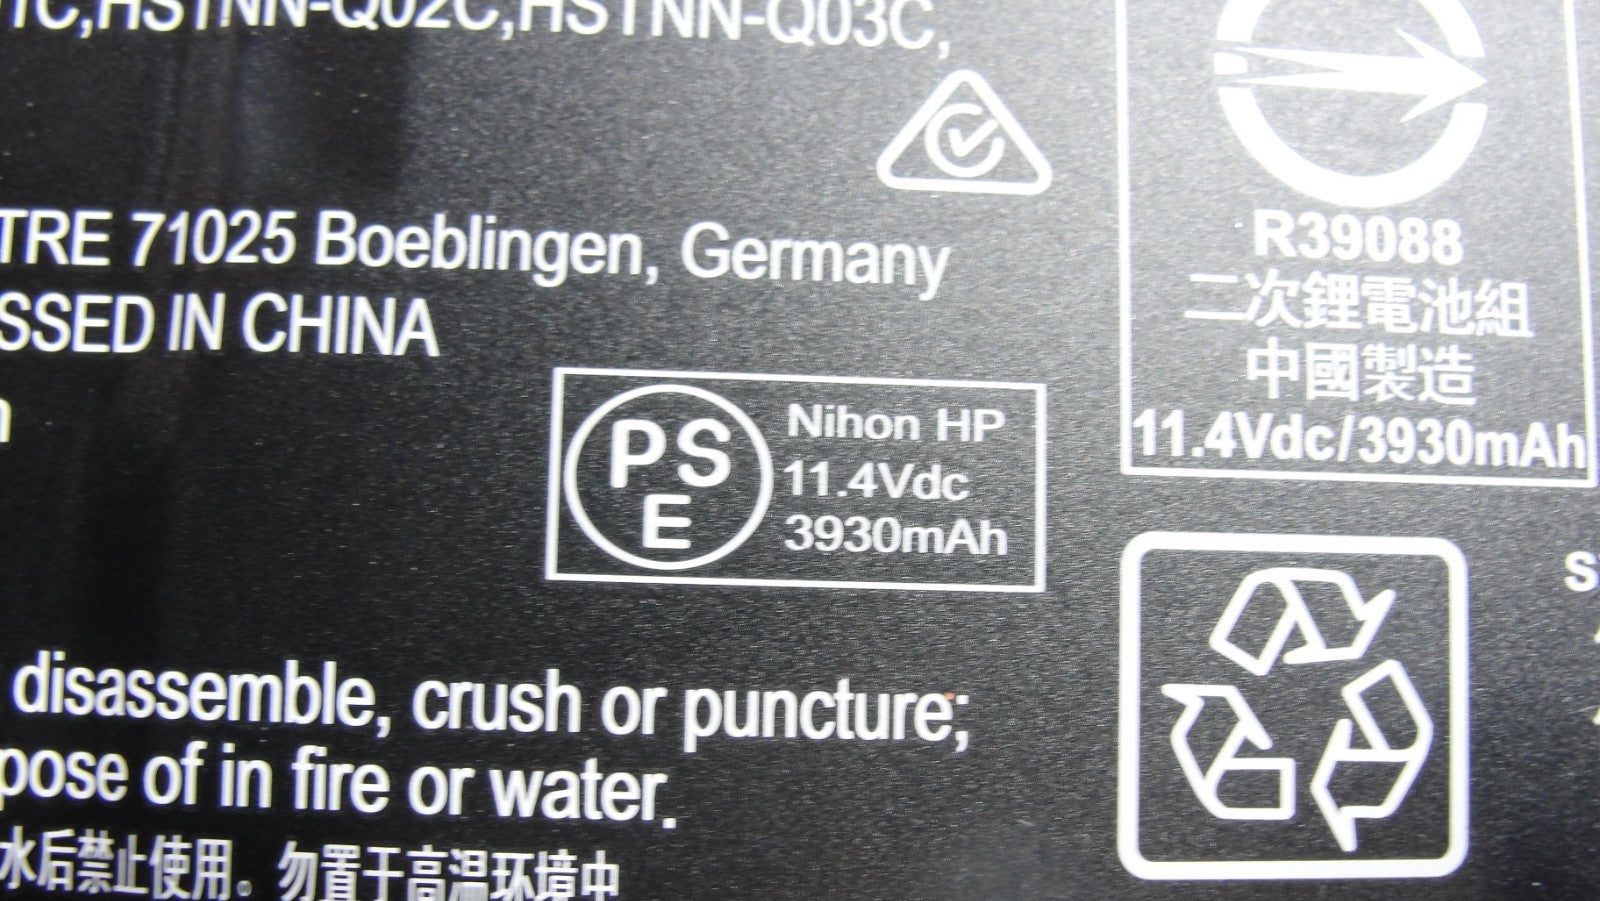 HSTNN-Q02C,HSTNN-Q03C,
TRE 71025 Boeblingen, Germany
SSED IN CHINA
PS
E
Nihon HP
11.4Vdc
3930mAh
R39088
二次鋰電池組
中國製造
11.4Vdc/3930mAh
disassemble, crush or puncture;
pose of in fire or water.
水后禁止使用。勿置于高温环境中